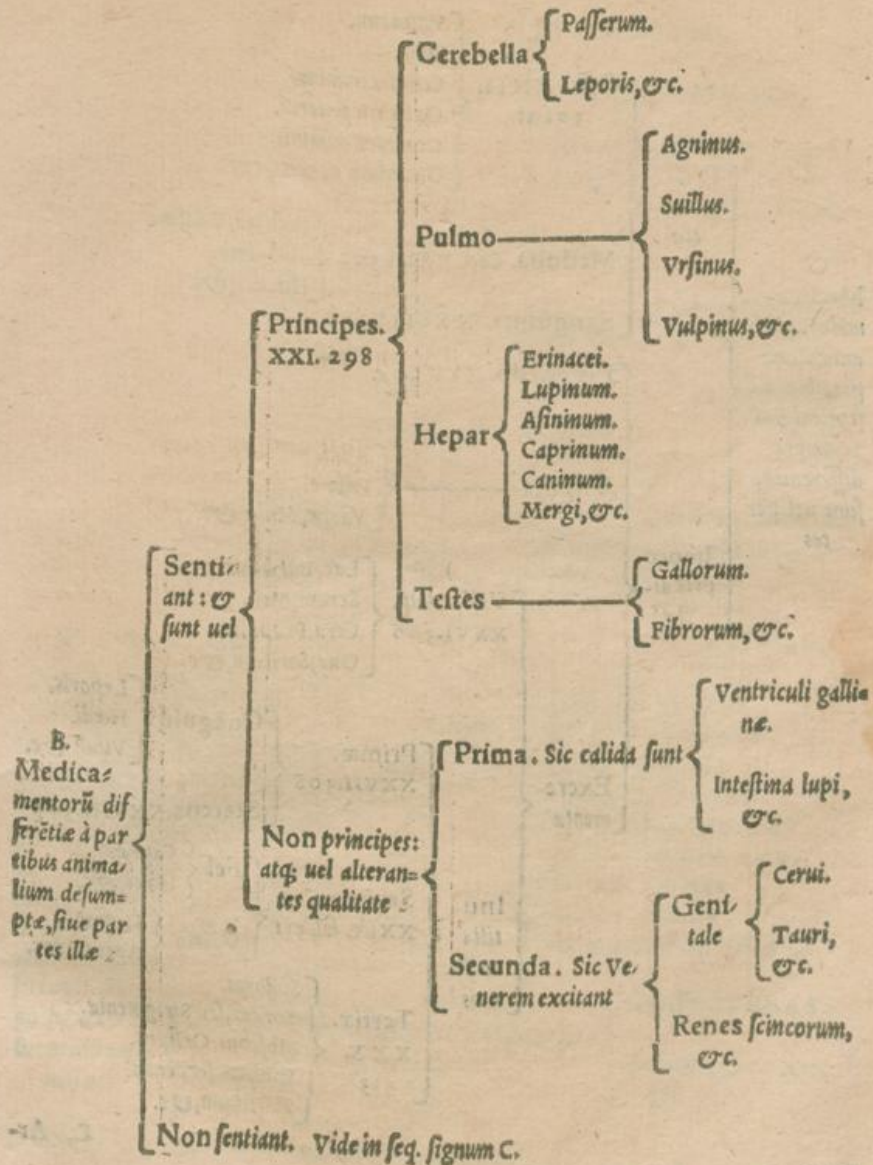 Cerebella
Paſſerum.
Leporis, &c.
Pulmo
Agninus.
Suillus.
Vrſinus.
Vulpinus, &c.
Principes.
XXI. 298
Hepar
Erinacei.
Lupinum.
Aſininum.
Caprinum.
Caninum.
Mergi, &c.
Teſtes
Gallorum.
Fibrorum, &c.
Senti-
ant: &
ſunt uel
B.
Medica-
mentorũ dif
ferẽtiæ à par
tibus anima-
lium deſum-
ptæ, ſiue par
tes illæ :
Non principes:
atq; uel alteran-
tes qualitate :
Prima. Sic calida ſunt
Ventriculi galli-
næ.
Inteſtina lupi,
&c.
Secunda. Sic Ve-
nerem excitant
Geni-
tale
Cerui.
Tauri,
&c.
Renes ſcincorum,
&c.
Non ſentiant. Vide in ſeq. ſignum C.